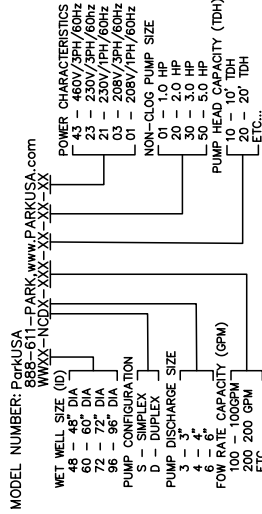 MODEL NUMBER: ParkUSA
888-611-PARK,www.PARKUSA.com
WWXX-NCDX-XXX-XX-XX-XX
WET WELL SIZE (ID)
48 - 48" DIA
60 - 60" DIA
72 - 72" DIA
96 - 96" DIA
PUMP CONFIGURATION
S - SIMPLEX
D - DUPLEX
PUMP DISCHARGE SIZE
3 - 3"
4 - 4"
6 - 6"
FOW RATE CAPACITY (GPM)
100 - 100GPM
200 200 GPM
ETC
POWER CHARACTERISTICS
43 - 460V/3PH/60Hz
23 - 230V/3PH/60Hz
21 - 230V/1PH/60Hz
03 - 208V/3PH/60Hz
01 - 208V/1PH/60Hz
NON-CLOG PUMP SIZE
01 - 1.0 HP
20 - 2.0 HP
30 - 3.0 HP
50 - 5.0 HP
PUMP HEAD CAPACITY (TDH)
10 - 10' TDH
20 - 20' TDH
ETC...